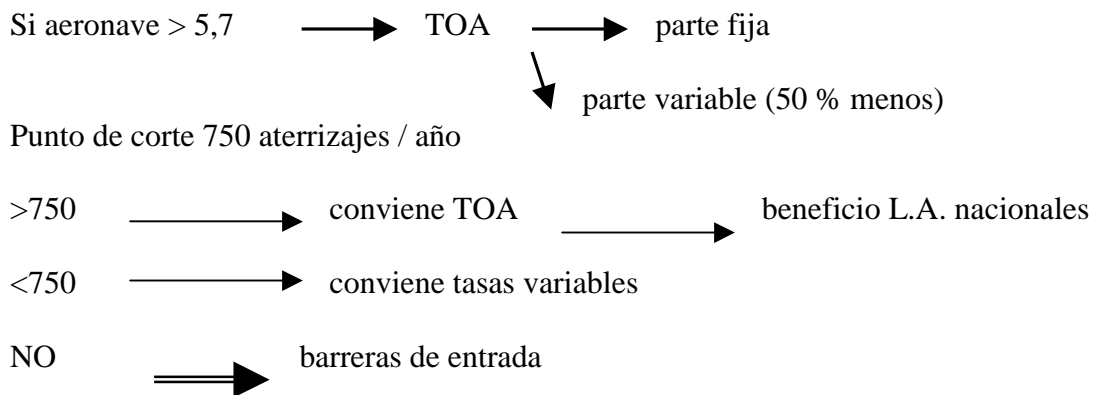 Si aeronave > 5,7 TOA parte fija
parte variable (50 % menos)
Punto de corte 750 aterrizajes / año
>750 conviene TOA beneficio L.A. nacionales
<750 conviene tasas variables
NO barreras de entrada